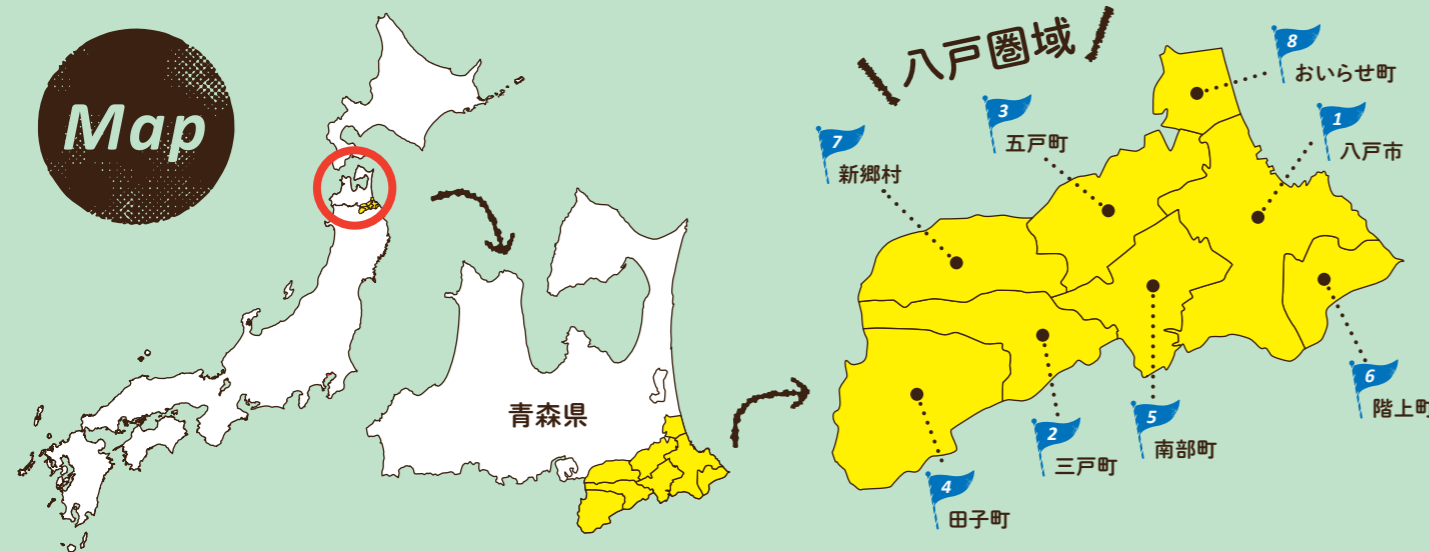 Map
青森県
八戸圏域
8
おいらせ町
1
八戸市
3
五戸町
7
新郷村
6
階上町
5
南部町
2
三戸町
4
田子町